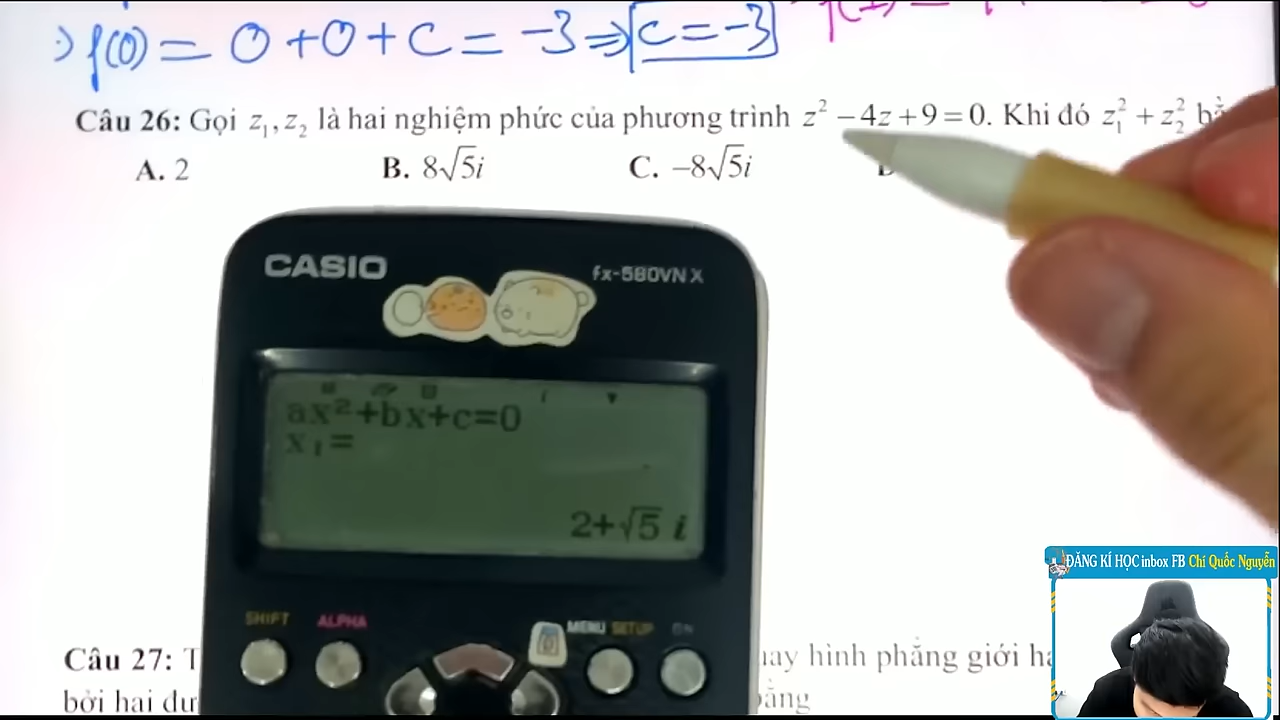 f(0) = 0 + 0 + C = -3 ⇒ C = -3
Câu 26: Gọi z₁, z₂ là hai nghiệm phức của phương trình z² − 4z + 9 = 0. Khi đó z₁² + z₂²
A. 2 B. 8√5i C. −8√5i
CASIO fx-580VN X
ax²+bx+c=0
x₁=
2+√5 i
ĐĂNG KÍ HỌC inbox FB Chí Quốc Nguyễn
SHIFT ALPHA MENU SETUP ON
Câu 27: hình phẳng giới
bởi hai